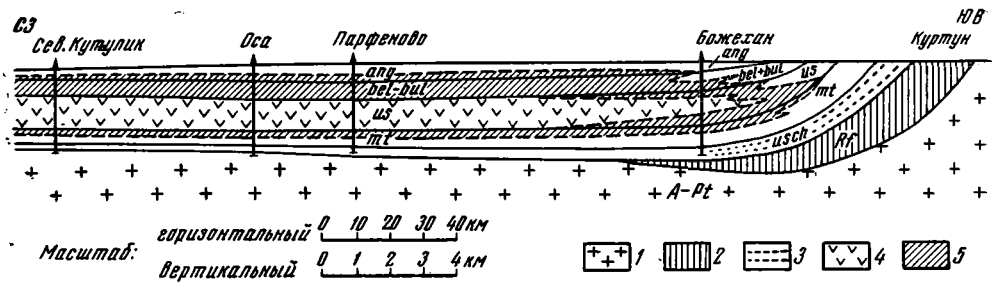 СЗ
ЮВ
Сев. Кутулик
Оса
Парфеново
Божехан
Куртун
ang
ang
bel-bul
bel+bul
us
us
mt
mt
usch
Rf
A-Pt
Масштаб:
горизонтальный 0 10 20 30 40 км
вертикальный 0 1 2 3 4 км
1 2 3 4 5